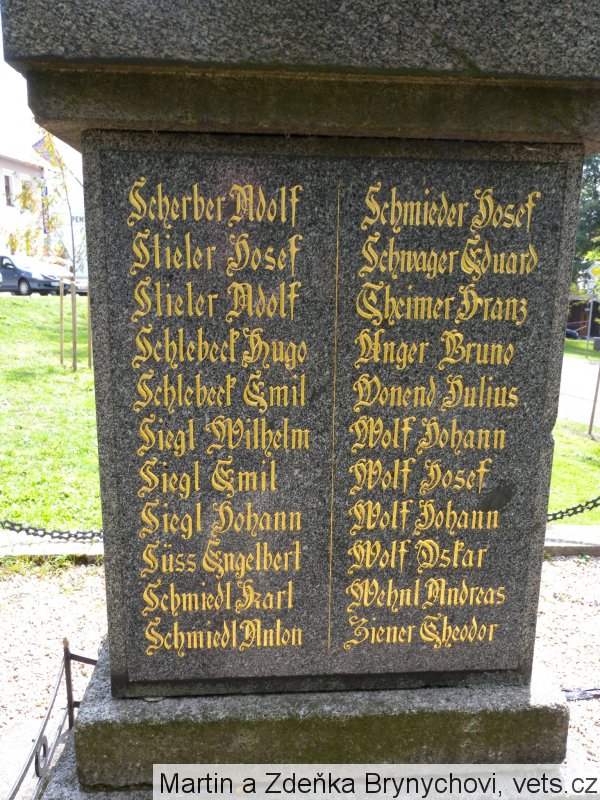 Scherber Adolf
Stieler Josef
Stieler Adolf
Schlebeck Hugo
Schlebeck Emil
Siegl Wilhelm
Siegl Emil
Siegl Johann
Süss Engelbert
Schmiedl Karl
Schmiedl Anton
Schmieder Josef
Schwager Eduard
Theimer Franz
Unger Bruno
Wonend Julius
Wolf Johann
Wolf Josef
Wolf Johann
Wolf Oskar
Wehnl Andreas
Ziener Theodor
Martin a Zdeňka Brynychovi, vets.cz